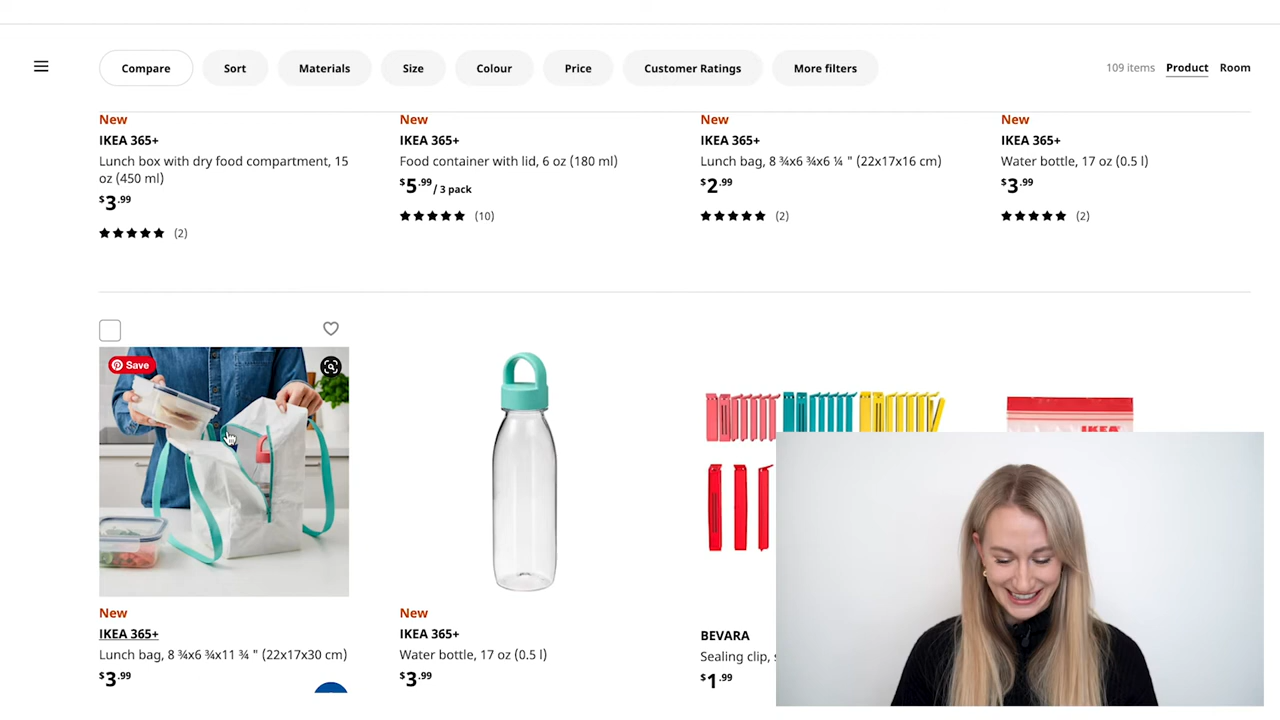 Compare
Sort
Materials
Size
Colour
Price
Customer Ratings
More filters
109 items
Product
Room
New
IKEA 365+
Lunch box with dry food compartment, 15
oz (450 ml)
$3.99
(2)
New
IKEA 365+
Food container with lid, 6 oz (180 ml)
$5.99/ 3 pack
(10)
New
IKEA 365+
Lunch bag, 8 ¾x6 ¾x6 ¼ " (22x17x16 cm)
$2.99
(2)
New
IKEA 365+
Water bottle, 17 oz (0.5 l)
$3.99
(2)
Save
New
IKEA 365+
Lunch bag, 8 ¾x6 ¾x11 ¾ " (22x17x30 cm)
$3.99
New
IKEA 365+
Water bottle, 17 oz (0.5 l)
$3.99
BEVARA
Sealing clip,
$1.99
IKEA